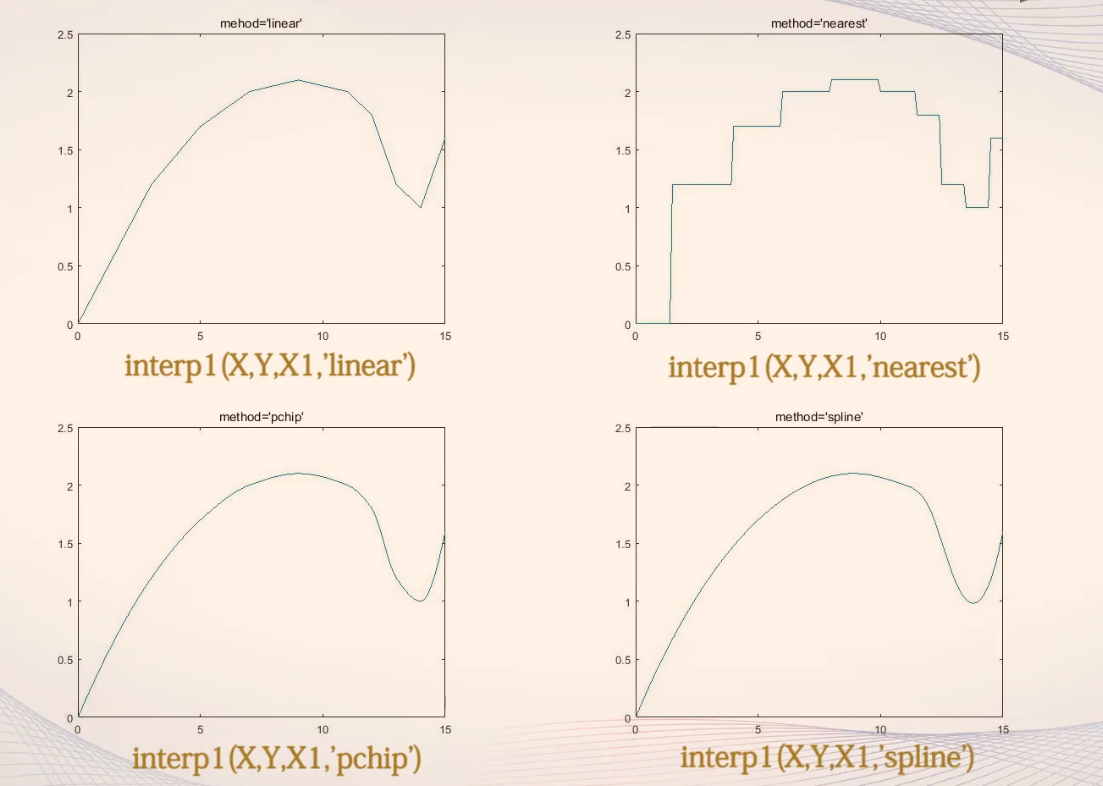 mehod='linear'
2.5
2
1.5
1
0.5
0
0 5 10 15
interp1(X,Y,X1,'linear')
method='nearest'
2.5
2
1.5
1
0.5
0
0 5 10 15
interp1(X,Y,X1,'nearest')
method='pchip'
2.5
2
1.5
1
0.5
0
0 5 10 15
interp1(X,Y,X1,'pchip')
method='spline'
2.5
2
1.5
1
0.5
0
0 5 10 15
interp1(X,Y,X1,'spline')